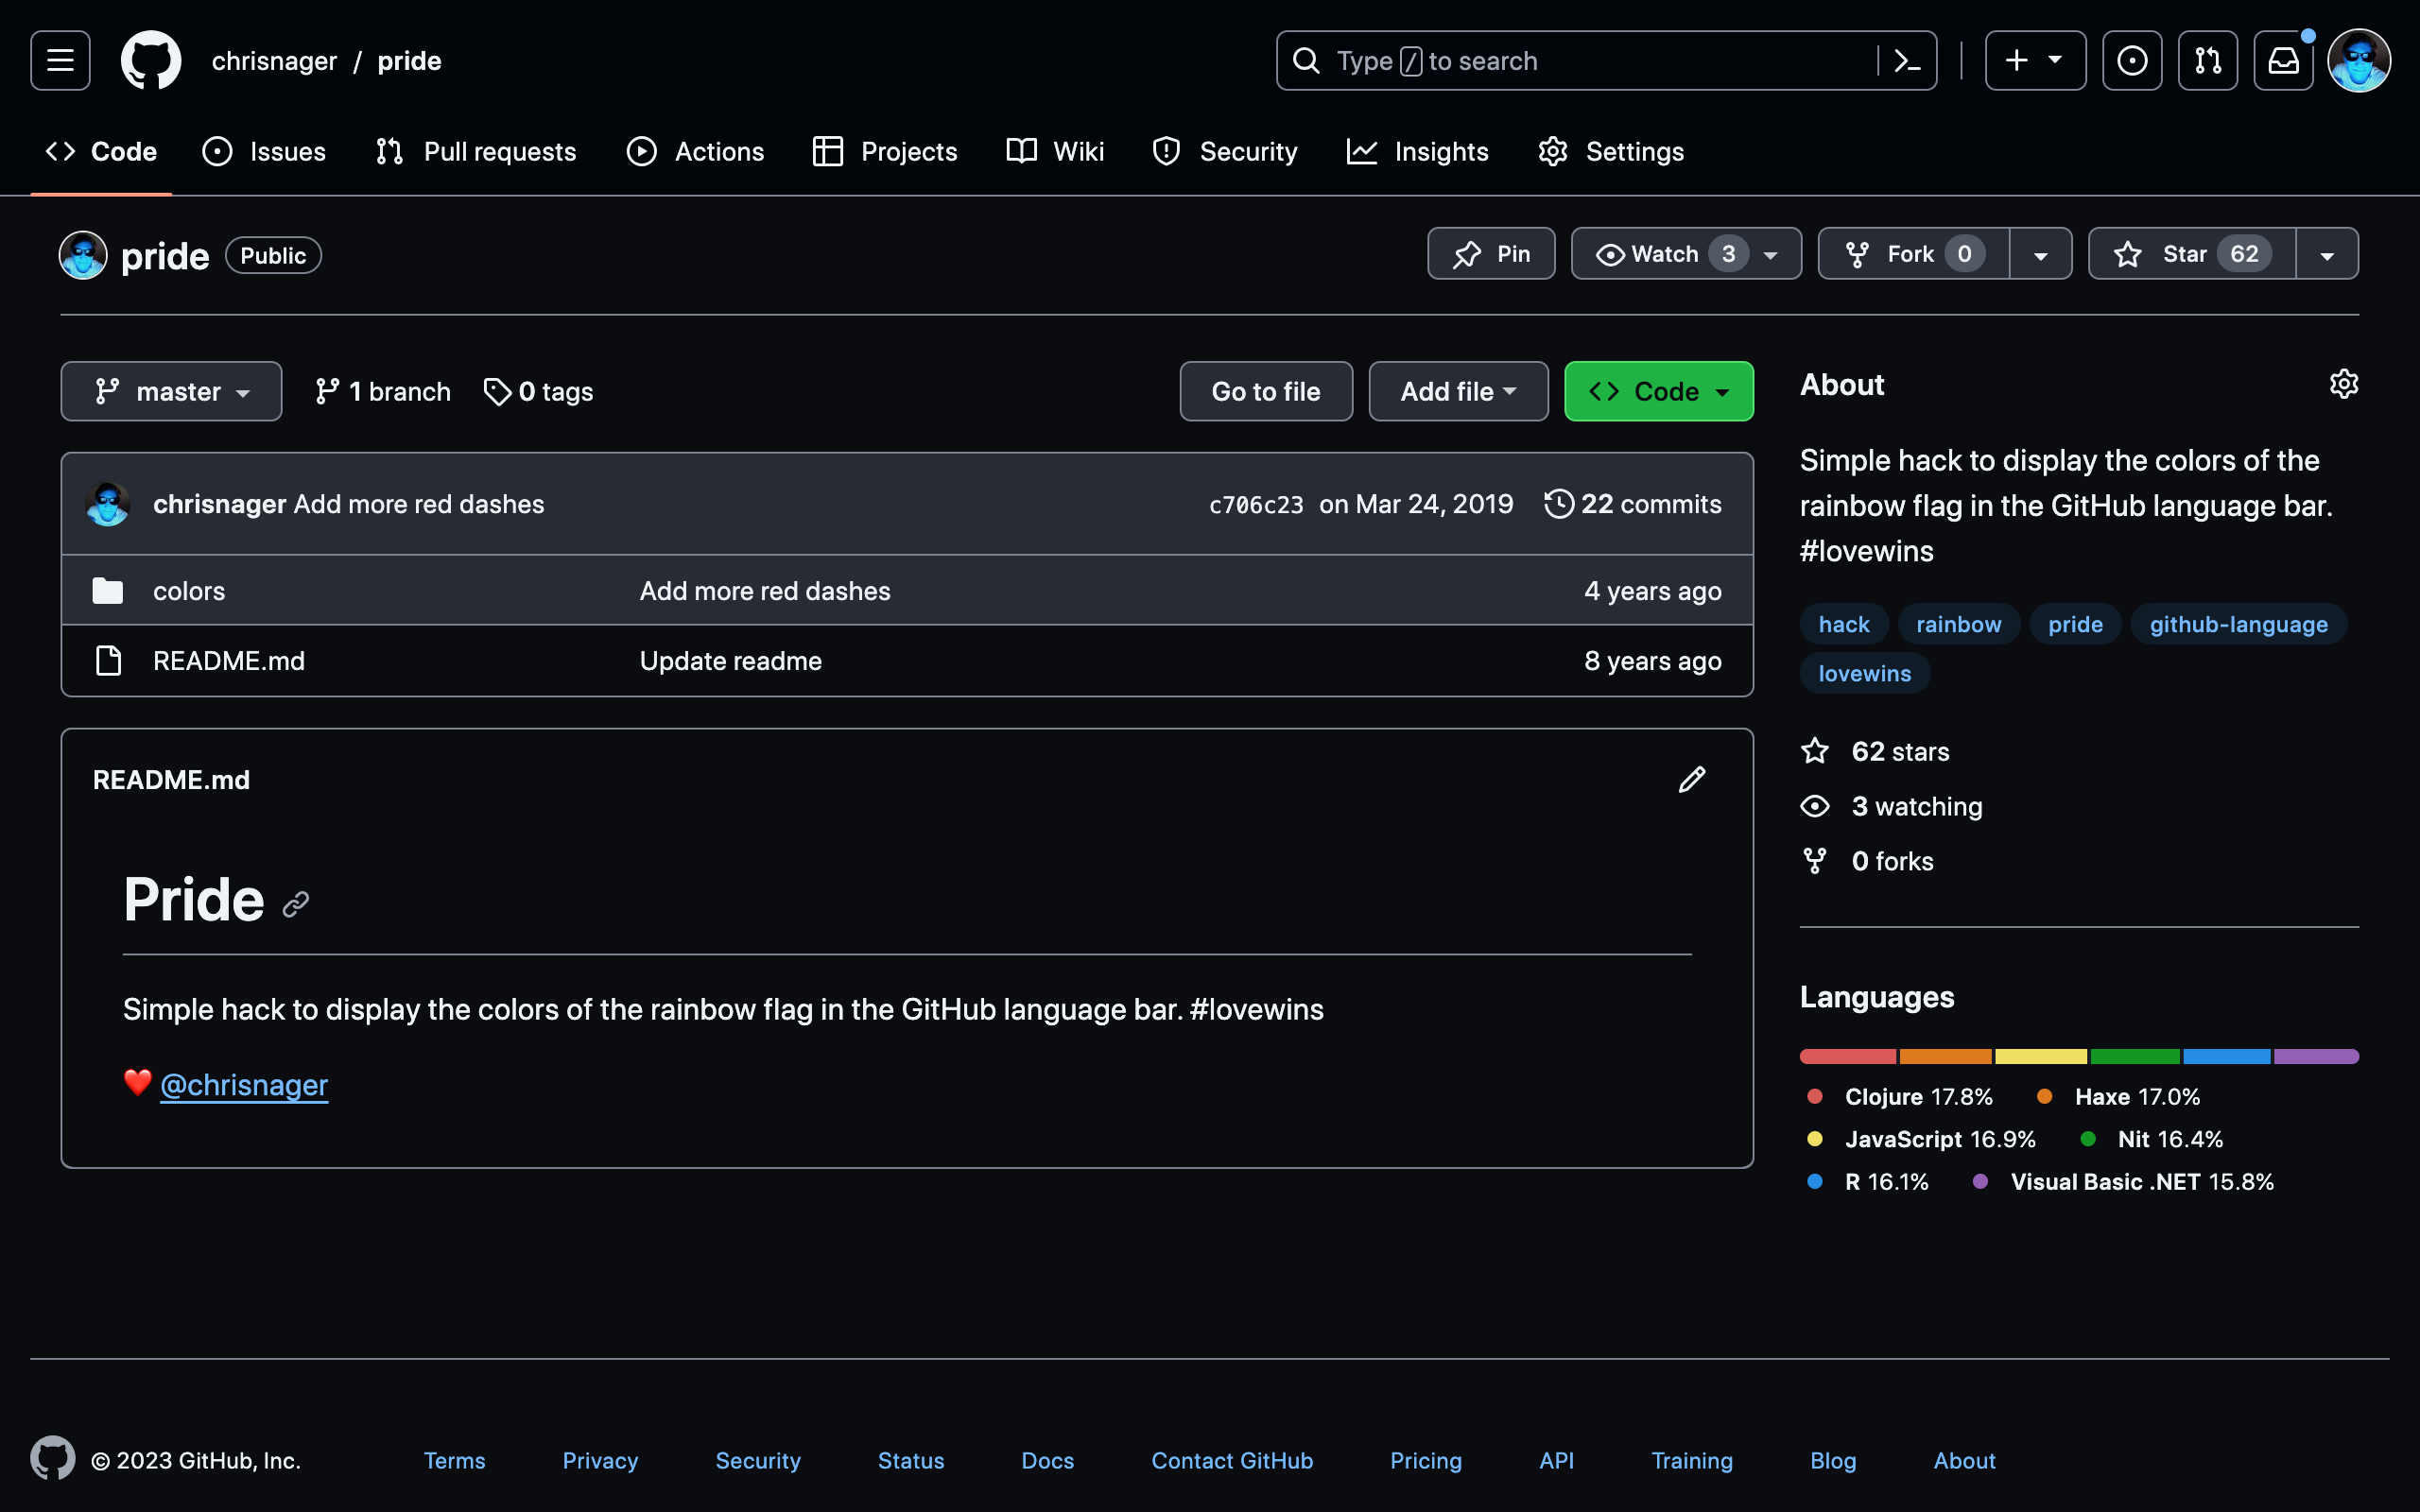 chrisnager / pride
Type / to search
Code Issues Pull requests Actions Projects Wiki Security Insights Settings
pride Public
Pin Watch 3 Fork 0 Star 62
master 1 branch 0 tags
Go to file Add file Code
chrisnager Add more red dashes c706c23 on Mar 24, 2019 22 commits
colors Add more red dashes 4 years ago
README.md Update readme 8 years ago
README.md
Pride
Simple hack to display the colors of the rainbow flag in the GitHub language bar. #lovewins
❤️ @chrisnager
About
Simple hack to display the colors of the
rainbow flag in the GitHub language bar.
#lovewins
hack rainbow pride github-language
lovewins
62 stars
3 watching
0 forks
Languages
Clojure 17.8% Haxe 17.0%
JavaScript 16.9% Nit 16.4%
R 16.1% Visual Basic .NET 15.8%
© 2023 GitHub, Inc. Terms Privacy Security Status Docs Contact GitHub Pricing API Training Blog About